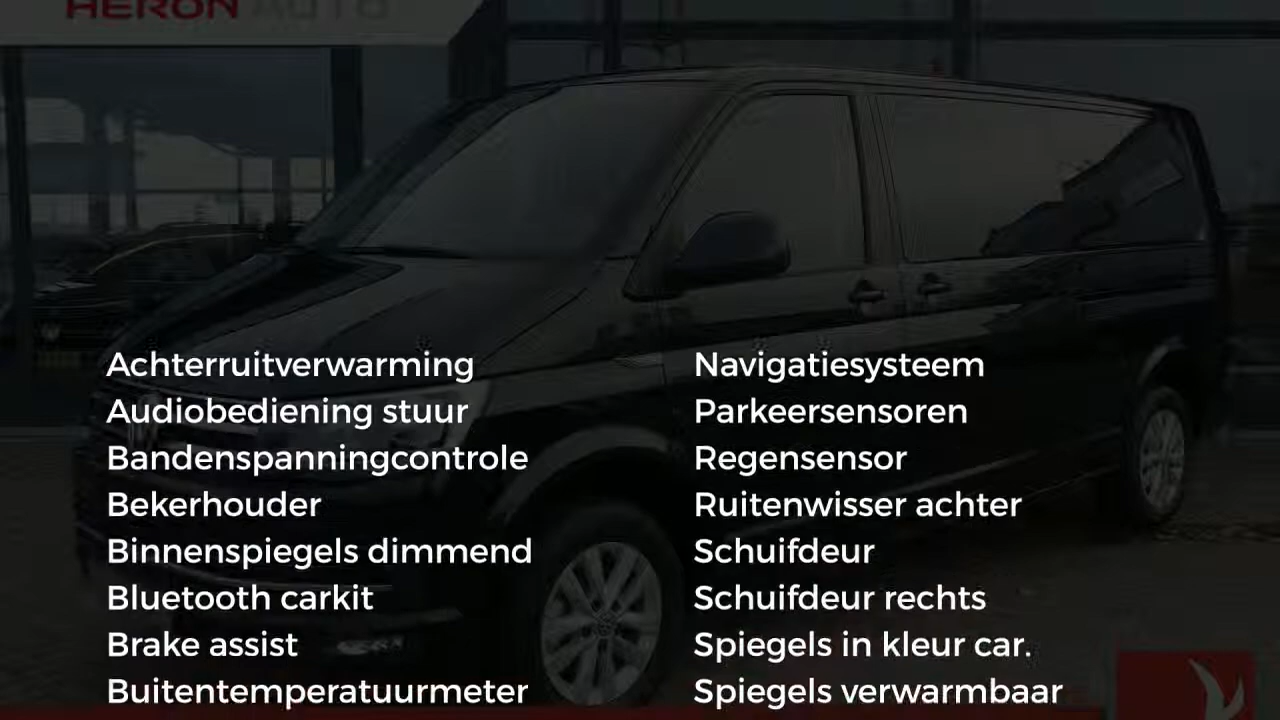 HERON AUTO
Achterruitverwarming
Audiobediening stuur
Bandenspanningcontrole
Bekerhouder
Binnenspiegels dimmend
Bluetooth carkit
Brake assist
Buitentemperatuurmeter
Navigatiesysteem
Parkeersensoren
Regensensor
Ruitenwisser achter
Schuifdeur
Schuifdeur rechts
Spiegels in kleur car.
Spiegels verwarmbaar